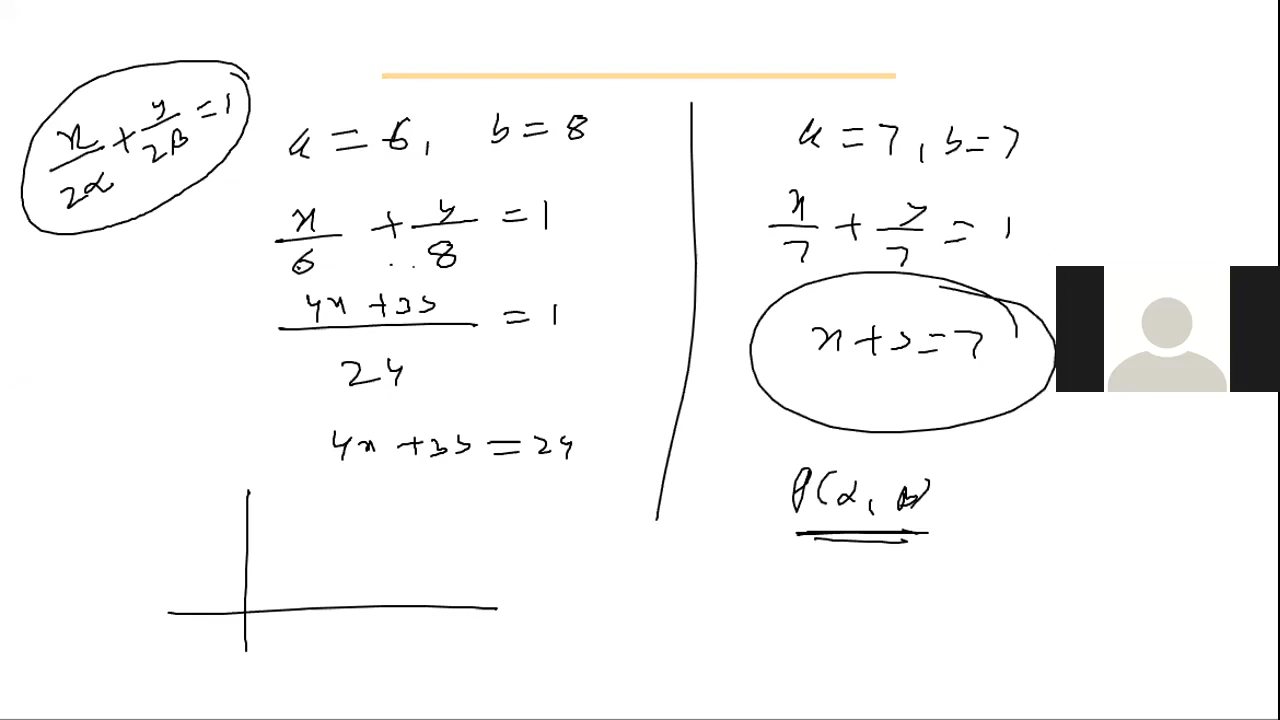 x/2α + y/2β = 1
a = 6, b = 8
x/6 + y/8 = 1
4x + 3y / 24 = 1
4x + 3y = 24
a = 7, b = 7
x/7 + y/7 = 1
x + y = 7
P(α, β)